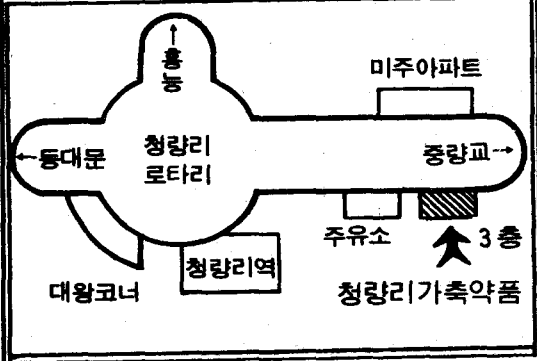 ↑
홍
능
미주아파트
←동대문
청량리
로타리
중량교→
주유소
3층
대왕코너
청량리역
청량리가축약품